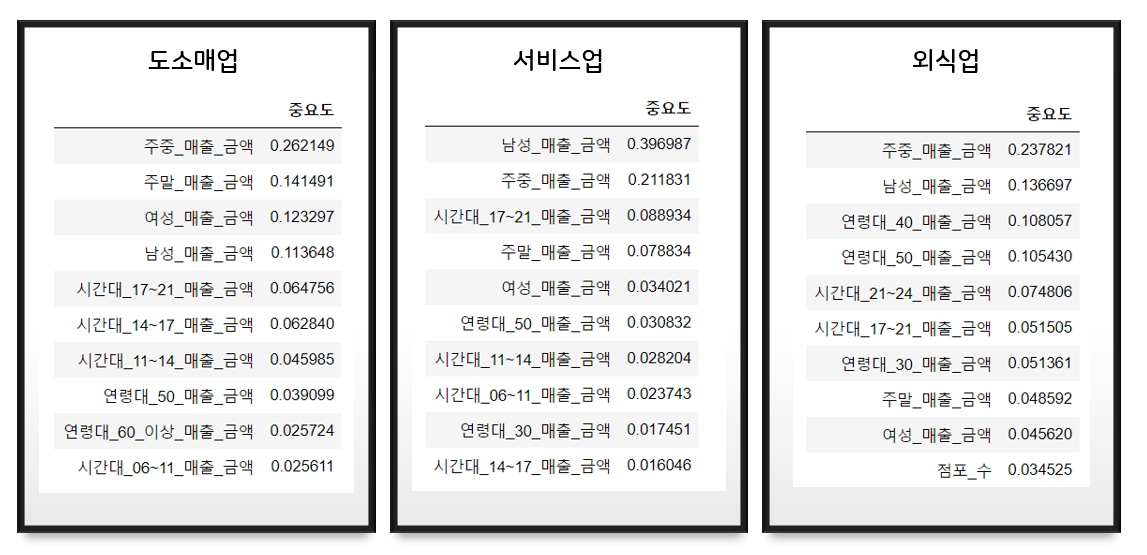 도소매업
중요도
주중_매출_금액 0.262149
주말_매출_금액 0.141491
여성_매출_금액 0.123297
남성_매출_금액 0.113648
시간대_17~21_매출_금액 0.064756
시간대_14~17_매출_금액 0.062840
시간대_11~14_매출_금액 0.045985
연령대_50_매출_금액 0.039099
연령대_60_이상_매출_금액 0.025724
시간대_06~11_매출_금액 0.025611
서비스업
중요도
남성_매출_금액 0.396987
주중_매출_금액 0.211831
시간대_17~21_매출_금액 0.088934
주말_매출_금액 0.078834
여성_매출_금액 0.034021
연령대_50_매출_금액 0.030832
시간대_11~14_매출_금액 0.028204
시간대_06~11_매출_금액 0.023743
연령대_30_매출_금액 0.017451
시간대_14~17_매출_금액 0.016046
외식업
중요도
주중_매출_금액 0.237821
남성_매출_금액 0.136697
연령대_40_매출_금액 0.108057
연령대_50_매출_금액 0.105430
시간대_21~24_매출_금액 0.074806
시간대_17~21_매출_금액 0.051505
연령대_30_매출_금액 0.051361
주말_매출_금액 0.048592
여성_매출_금액 0.045620
점포_수 0.034525